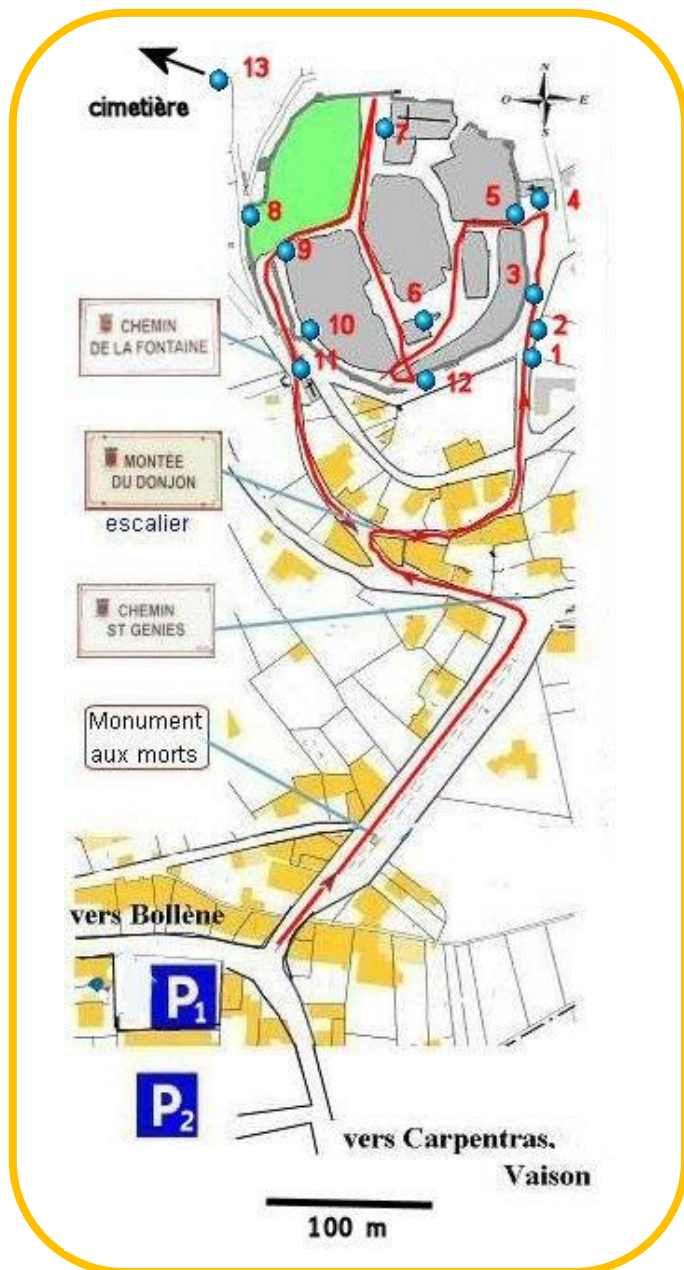 13
cimetière
N
O
E
S
7
4
5
8
9
3
6
10
2
CHEMIN
DE LA FONTAINE
11
1
12
MONTÉE
DU DONJON
escalier
CHEMIN
ST GENIES
Monument
aux morts
vers Bollène
P1
P2
vers Carpentras,
Vaison
100 m